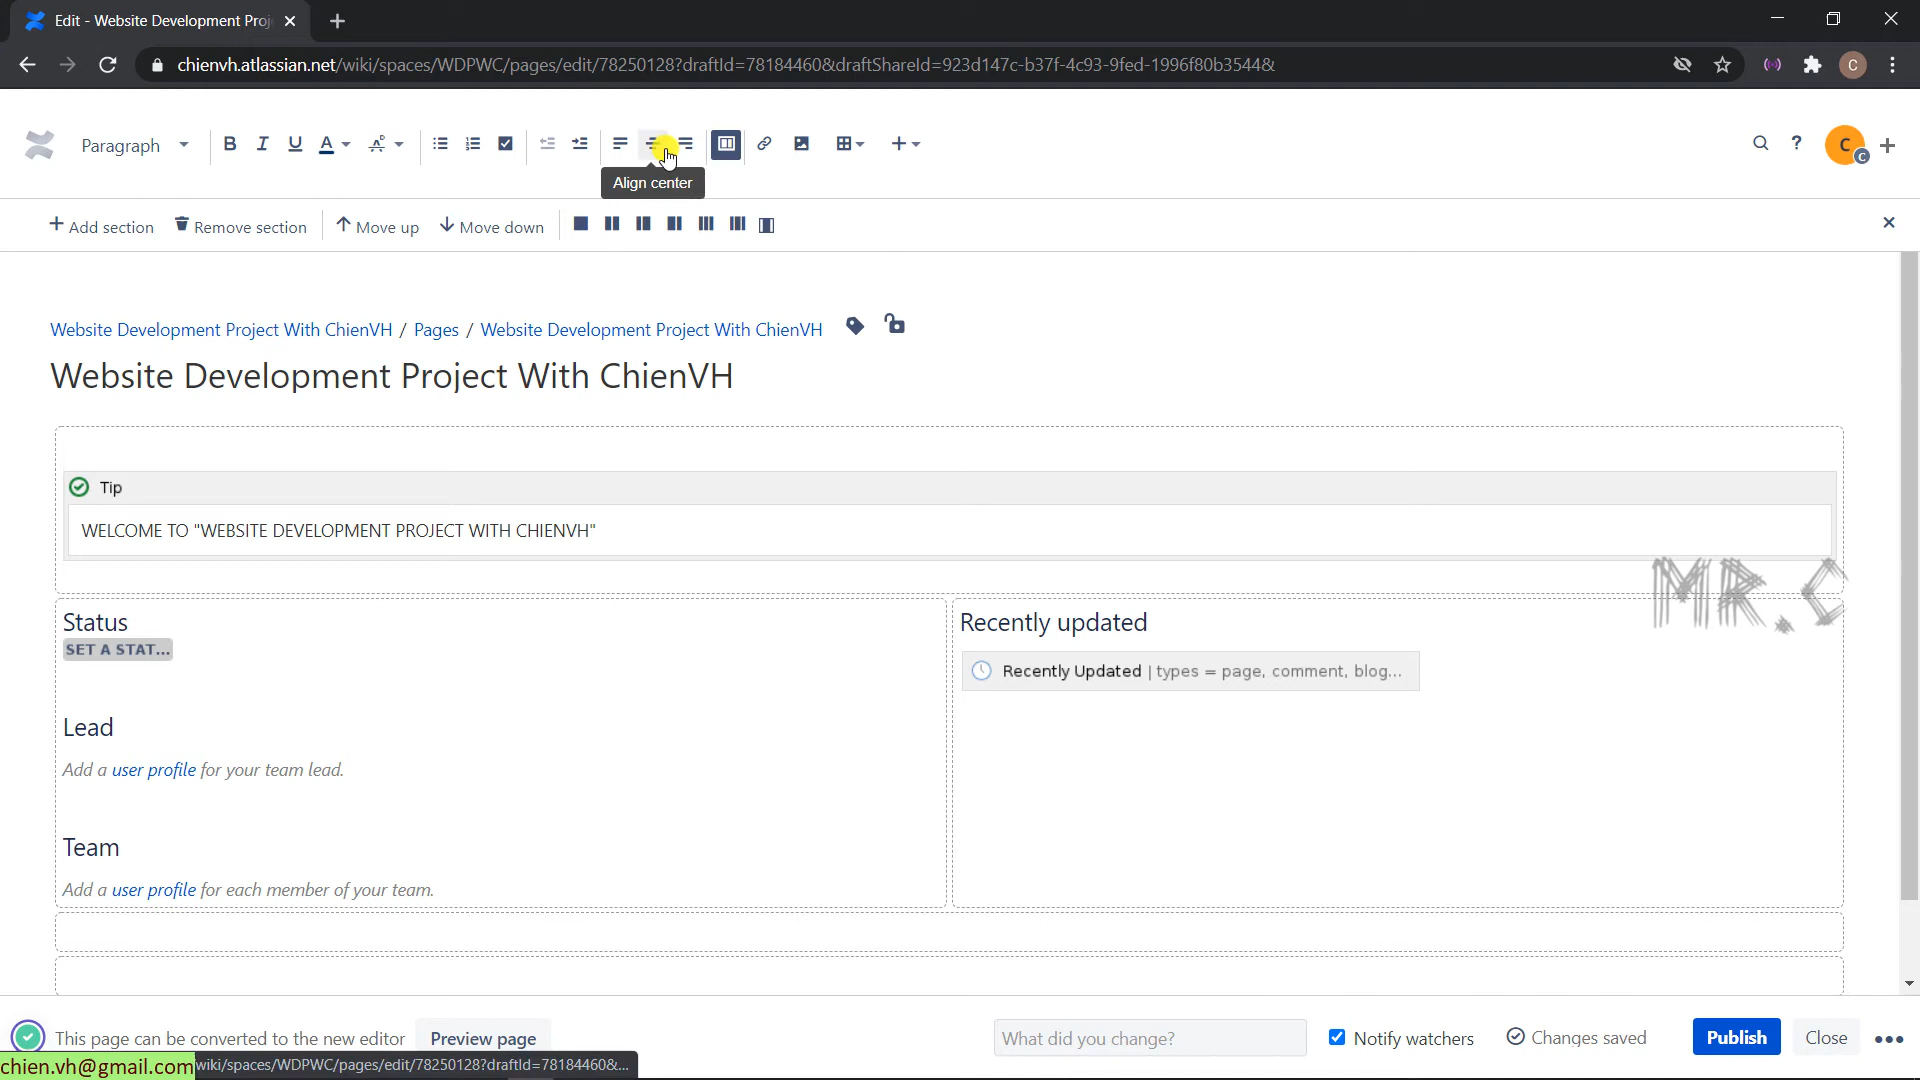 Edit - Website Development Proj
chienvh.atlassian.net/wiki/spaces/WDPWC/pages/edit/78250128?draftId=78184460&draftShareId=923d147c-b37f-4c93-9fed-1996f80b3544&
C
Paragraph
B I U A
? C C
Align center
Add section Remove section Move up Move down
Website Development Project With ChienVH / Pages / Website Development Project With ChienVH
Website Development Project With ChienVH
Tip
WELCOME TO "WEBSITE DEVELOPMENT PROJECT WITH CHIENVH"
MR.C
Status
SET A STAT...
Recently updated
Recently Updated | types = page, comment, blog...
Lead
Add a user profile for your team lead.
Team
Add a user profile for each member of your team.
This page can be converted to the new editor Preview page
What did you change?
Notify watchers
Changes saved
Publish
Close
chien.vh@gmail.com
wiki/spaces/WDPWC/pages/edit/78250128?draftId=78184460&...